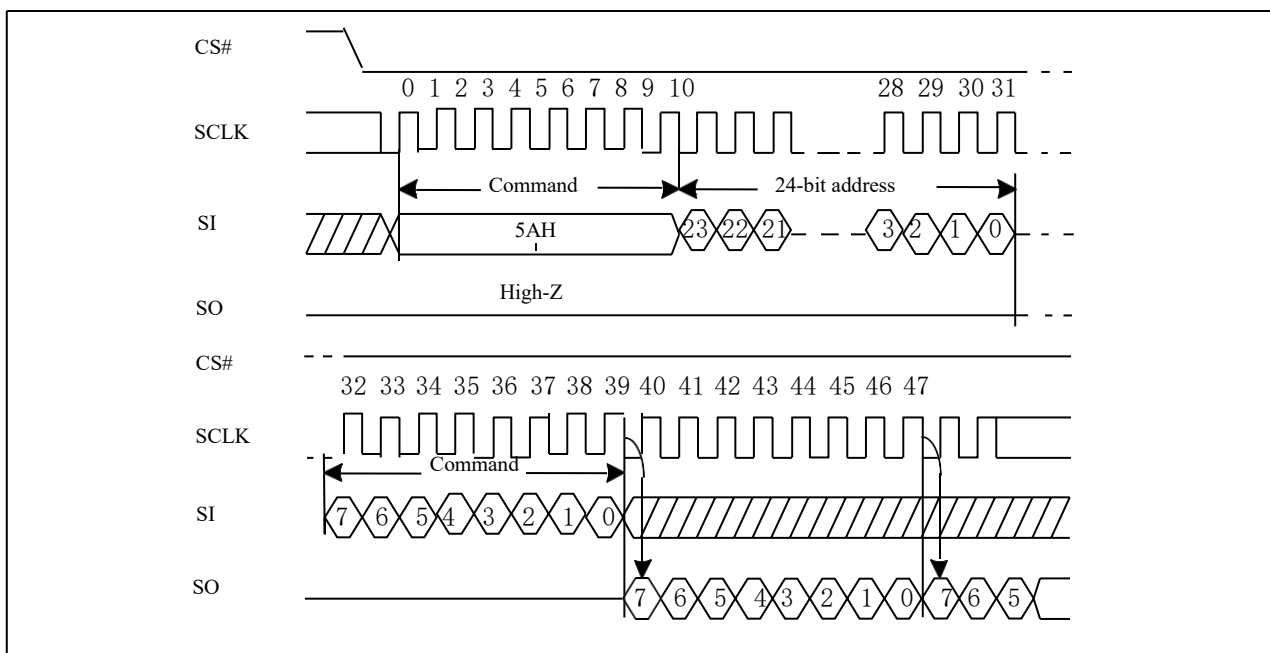 CS#
0 1 2 3 4 5 6 7 8 9 10 28 29 30 31
SCLK
Command 24-bit address
SI 5AH 23 22 21 3 2 1 0
High-Z
SO
CS#
32 33 34 35 36 37 38 39 40 41 42 43 44 45 46 47
SCLK
Command
SI 7 6 5 4 3 2 1 0
SO 7 6 5 4 3 2 1 0 7 6 5